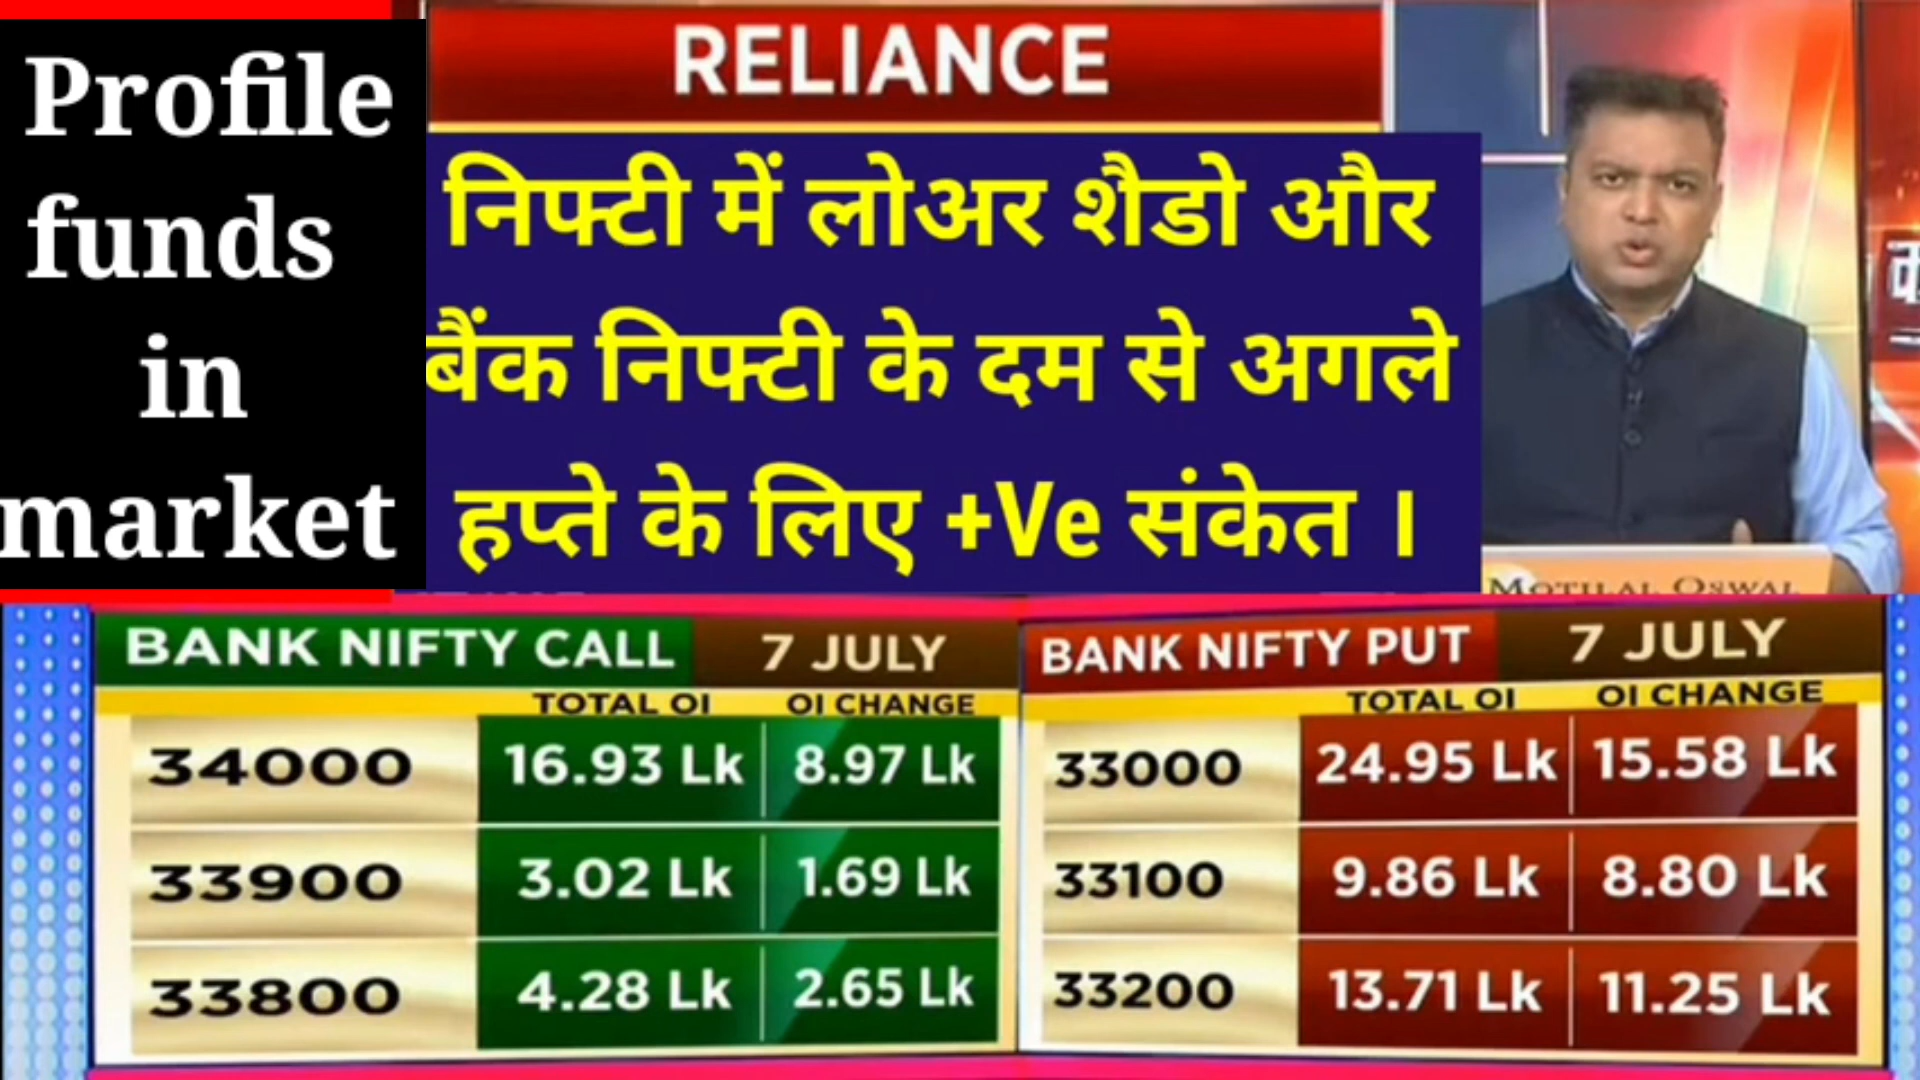 Profile
funds
in
market
RELIANCE
निफ्टी में लोअर शैडो और
बैंक निफ्टी के दम से अगले
हप्ते के लिए +Ve संकेत ।
MOTILAL OSWAL
BANK NIFTY CALL 7 JULY
TOTAL OI OI CHANGE
34000 16.93 Lk 8.97 Lk
33900 3.02 Lk 1.69 Lk
33800 4.28 Lk 2.65 Lk
BANK NIFTY PUT 7 JULY
TOTAL OI OI CHANGE
33000 24.95 Lk 15.58 Lk
33100 9.86 Lk 8.80 Lk
33200 13.71 Lk 11.25 Lk